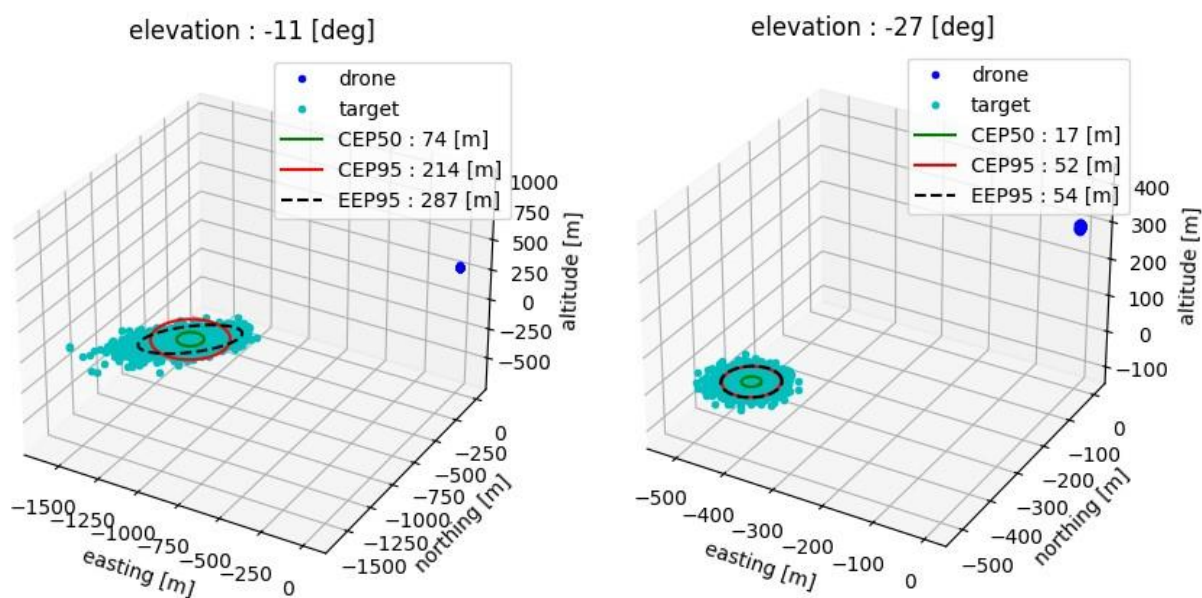 elevation : -11 [deg]
drone
target
CEP50 : 74 [m]
CEP95 : 214 [m]
EEP95 : 287 [m]
1000
750
500
250
0
−250
−500
altitude [m]
0
−250
−500
−750
−1000
−1250
−1500
northing [m]
−1500
−1250
−1000
−750
−500
−250
0
easting [m]
elevation : -27 [deg]
drone
target
CEP50 : 17 [m]
CEP95 : 52 [m]
EEP95 : 54 [m]
400
300
200
100
0
−100
altitude [m]
0
−100
−200
−300
−400
−500
northing [m]
−500
−400
−300
−200
−100
0
easting [m]